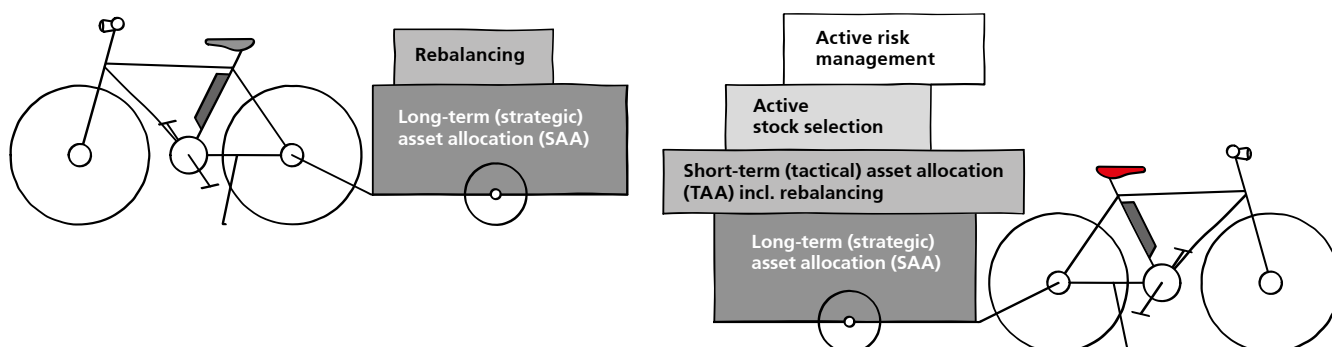 Rebalancing
Long-term (strategic)
asset allocation (SAA)
Active risk
management
Active
stock selection
Short-term (tactical) asset allocation
(TAA) incl. rebalancing
Long-term (strategic)
asset allocation (SAA)